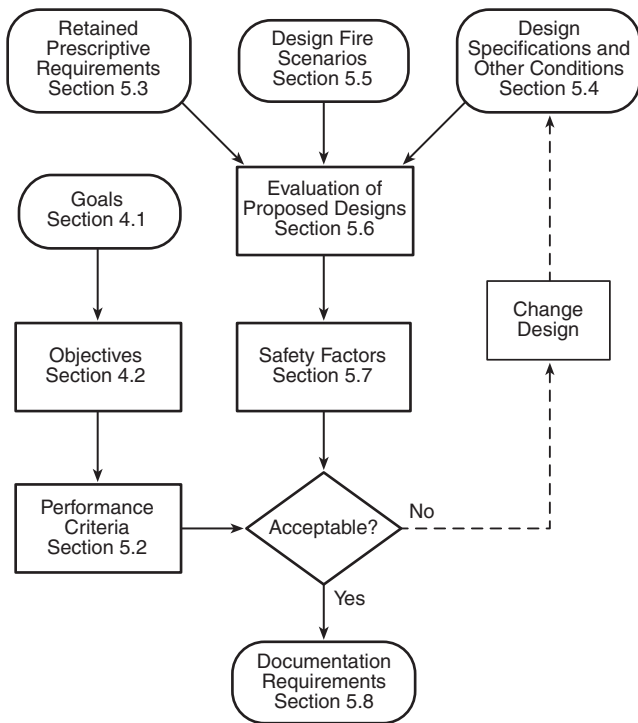 Retained
Prescriptive
Requirements
Section 5.3
Design Fire
Scenarios
Section 5.5
Design
Specifications and
Other Conditions
Section 5.4
Goals
Section 4.1
Evaluation of
Proposed Designs
Section 5.6
Change
Design
Objectives
Section 4.2
Safety Factors
Section 5.7
Performance
Criteria
Section 5.2
Acceptable?
No
Yes
Documentation
Requirements
Section 5.8